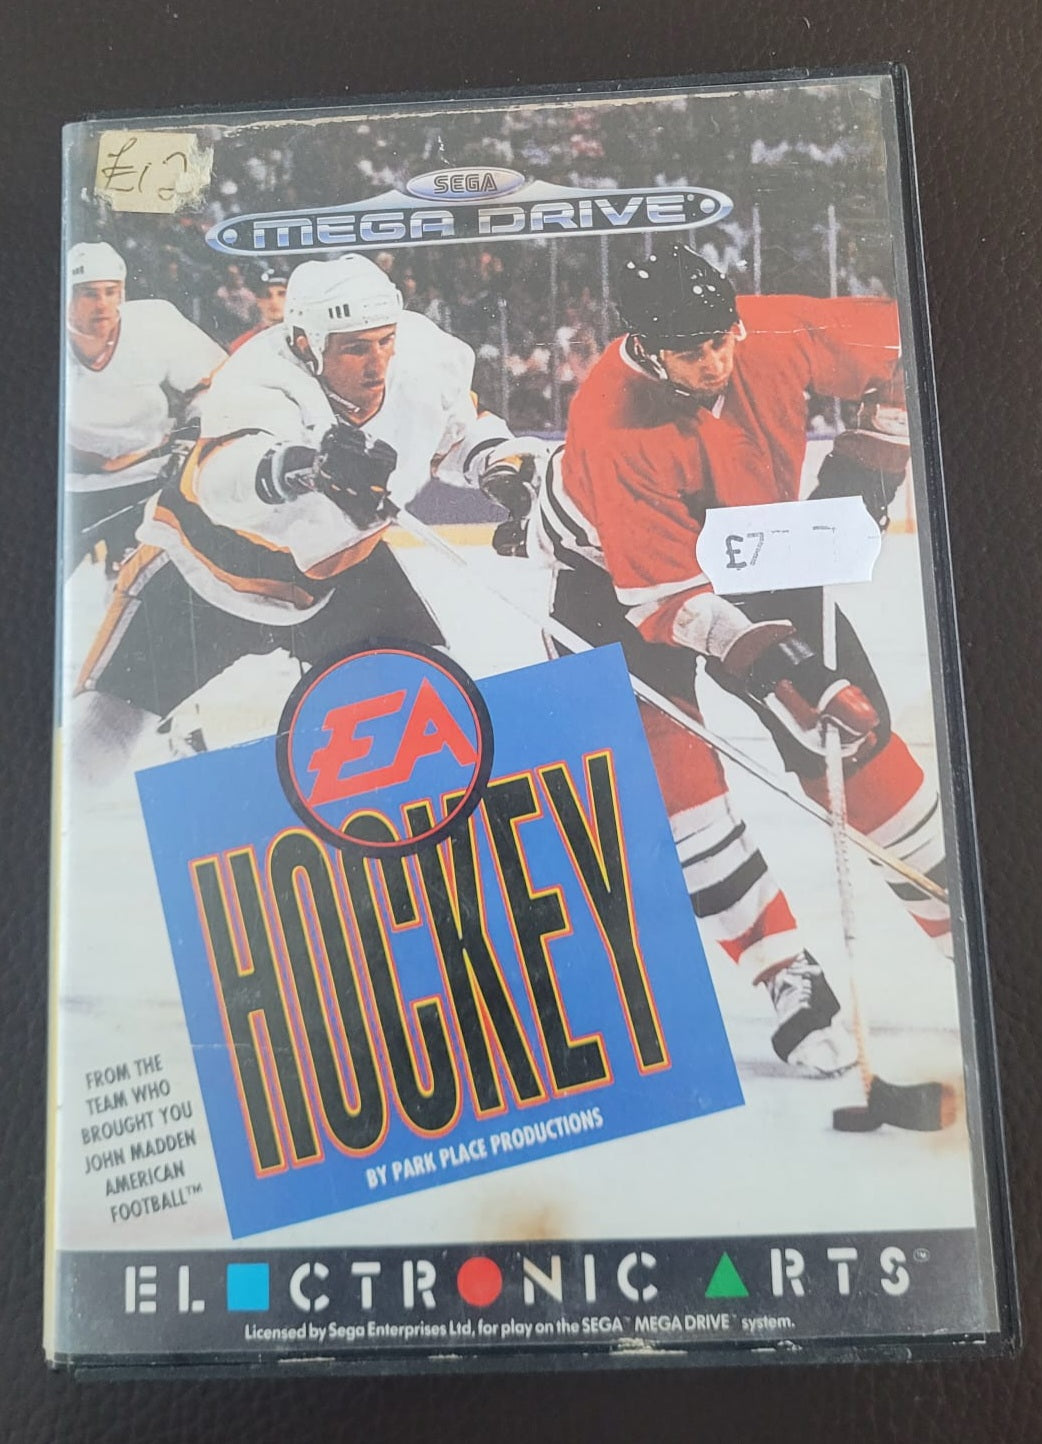 £12
SEGA
MEGA DRIVE
£7
EA
HOCKEY
BY PARK PLACE PRODUCTIONS
FROM THE
TEAM WHO
BROUGHT YOU
JOHN MADDEN
AMERICAN
FOOTBALL™
ELECTRONIC ARTS™
Licensed by Sega Enterprises Ltd, for play on the SEGA™ MEGA DRIVE™ system.